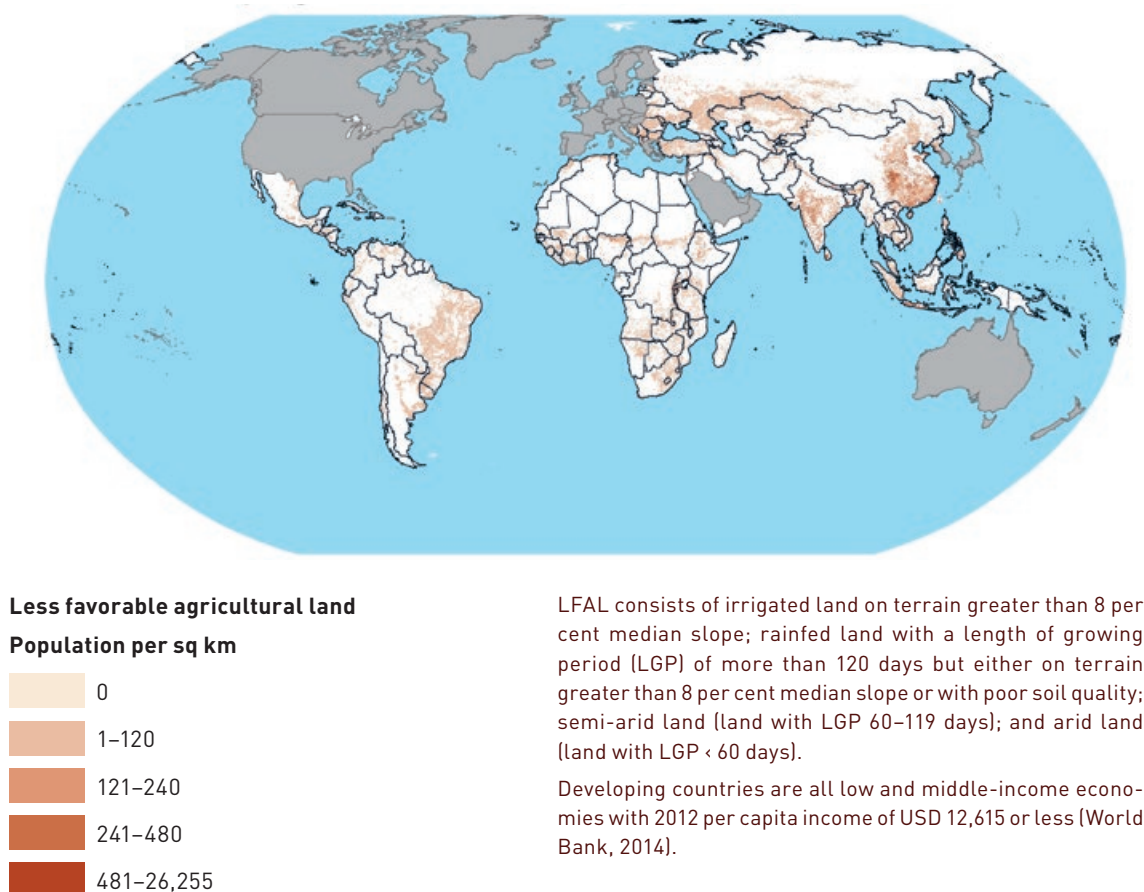 Less favorable agricultural land
Population per sq km
0
1–120
121–240
241–480
481–26,255
LFAL consists of irrigated land on terrain greater than 8 per
cent median slope; rainfed land with a length of growing
period (LGP) of more than 120 days but either on terrain
greater than 8 per cent median slope or with poor soil quality;
semi-arid land (land with LGP 60–119 days); and arid land
(land with LGP ‹ 60 days).
Developing countries are all low and middle-income econo-
mies with 2012 per capita income of USD 12,615 or less (World
Bank, 2014).